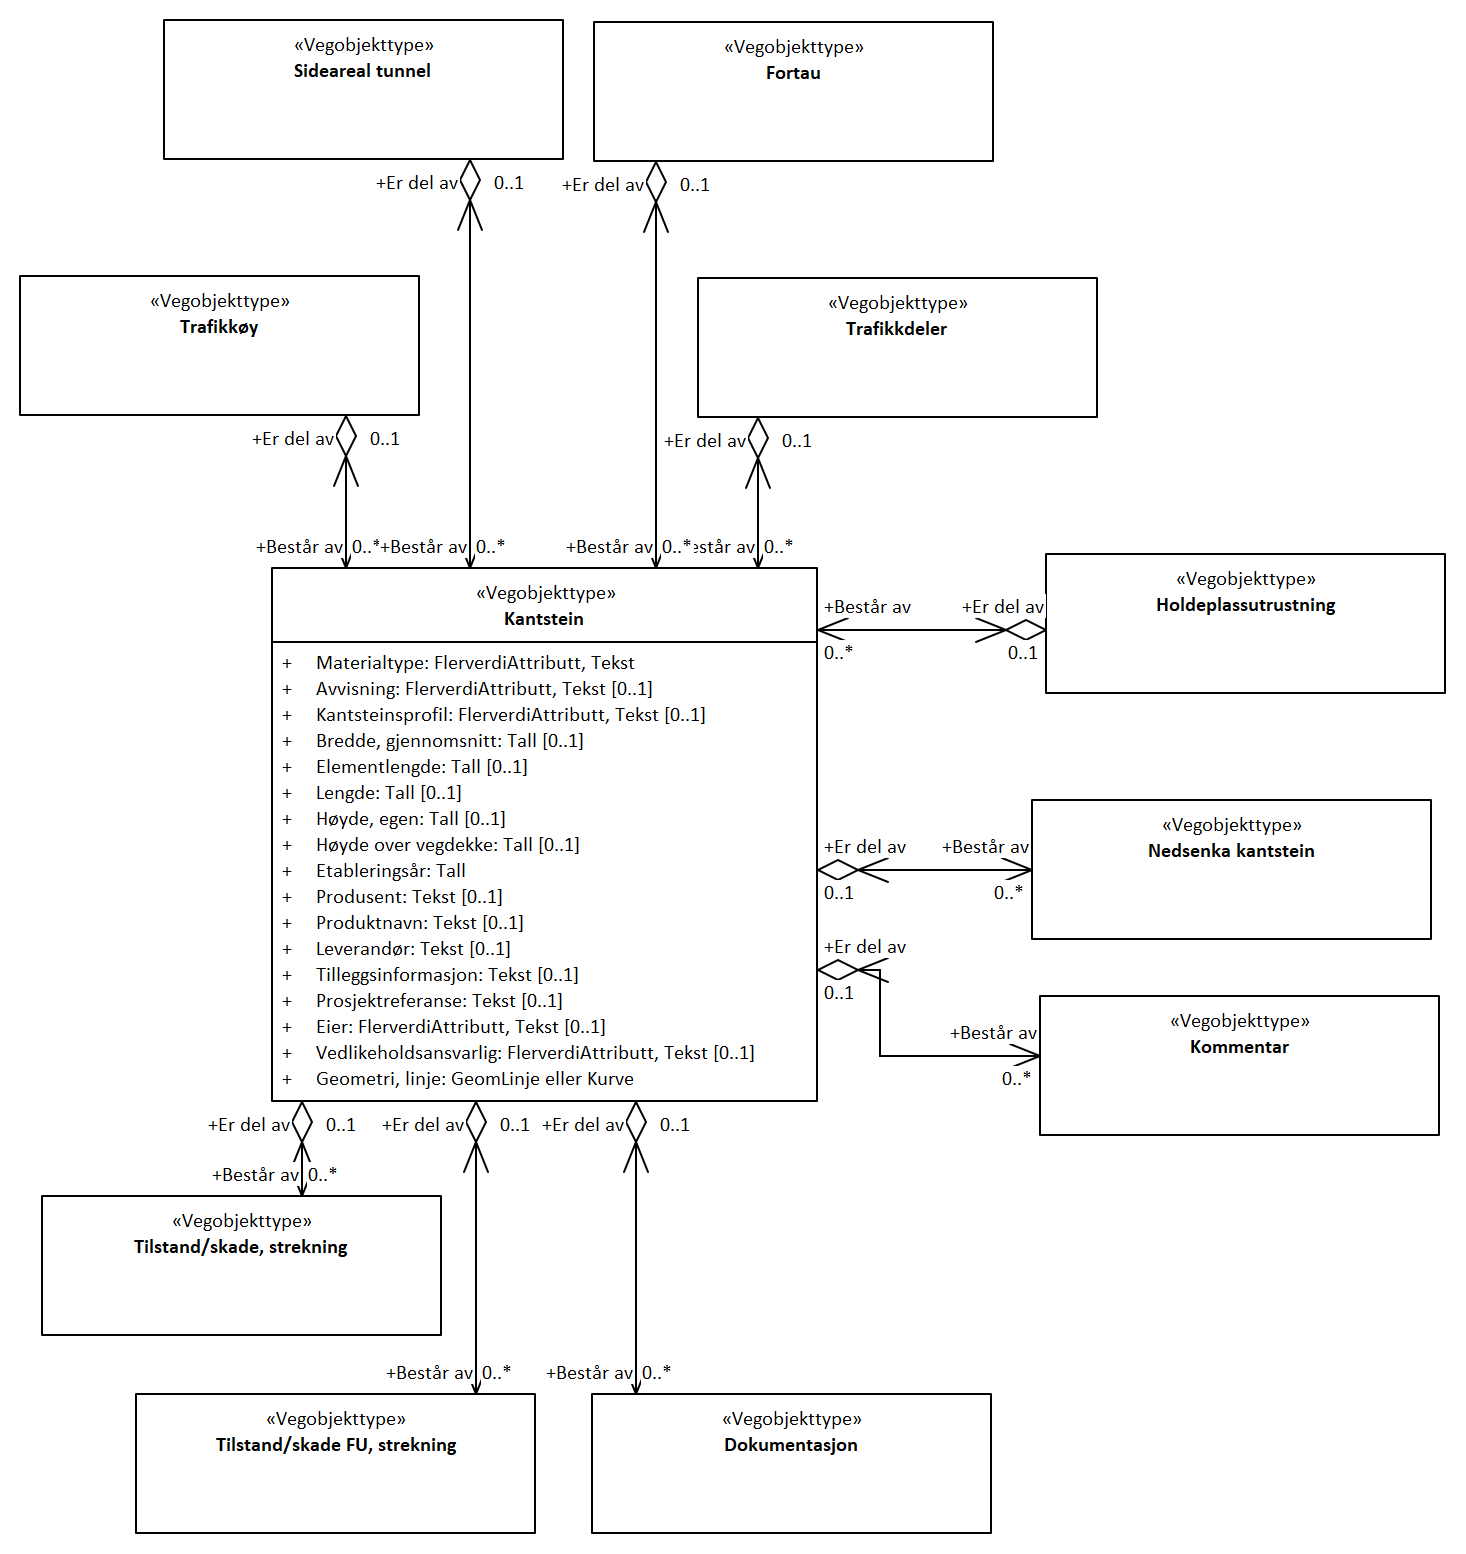 «Vegobjekttype»
Sideareal tunnel
«Vegobjekttype»
Fortau
+Er del av 0..1
+Er del av 0..1
«Vegobjekttype»
Trafikkøy
«Vegobjekttype»
Trafikkdeler
+Er del av 0..1
+Er del av 0..1
+Består av 0..*
+Består av 0..*
+Består av 0..*
estår av 0..*
«Vegobjekttype»
Kantstein
+ Materialtype: FlerverdiAttributt, Tekst
+ Avvisning: FlerverdiAttributt, Tekst [0..1]
+ Kantsteinsprofil: FlerverdiAttributt, Tekst [0..1]
+ Bredde, gjennomsnitt: Tall [0..1]
+ Elementlengde: Tall [0..1]
+ Lengde: Tall [0..1]
+ Høyde, egen: Tall [0..1]
+ Høyde over vegdekke: Tall [0..1]
+ Etableringsår: Tall
+ Produsent: Tekst [0..1]
+ Produktnavn: Tekst [0..1]
+ Leverandør: Tekst [0..1]
+ Tilleggsinformasjon: Tekst [0..1]
+ Prosjektreferanse: Tekst [0..1]
+ Eier: FlerverdiAttributt, Tekst [0..1]
+ Vedlikeholdsansvarlig: FlerverdiAttributt, Tekst [0..1]
+ Geometri, linje: GeomLinje eller Kurve
+Består av +Er del av
0..* 0..1
«Vegobjekttype»
Holdeplassutrustning
+Er del av +Består av
0..1 0..*
«Vegobjekttype»
Nedsenka kantstein
+Er del av
0..1
+Består av
0..*
«Vegobjekttype»
Kommentar
+Er del av 0..1
+Er del av 0..1
+Er del av 0..1
+Består av 0..*
«Vegobjekttype»
Tilstand/skade, strekning
+Består av 0..*
+Består av 0..*
«Vegobjekttype»
Tilstand/skade FU, strekning
«Vegobjekttype»
Dokumentasjon